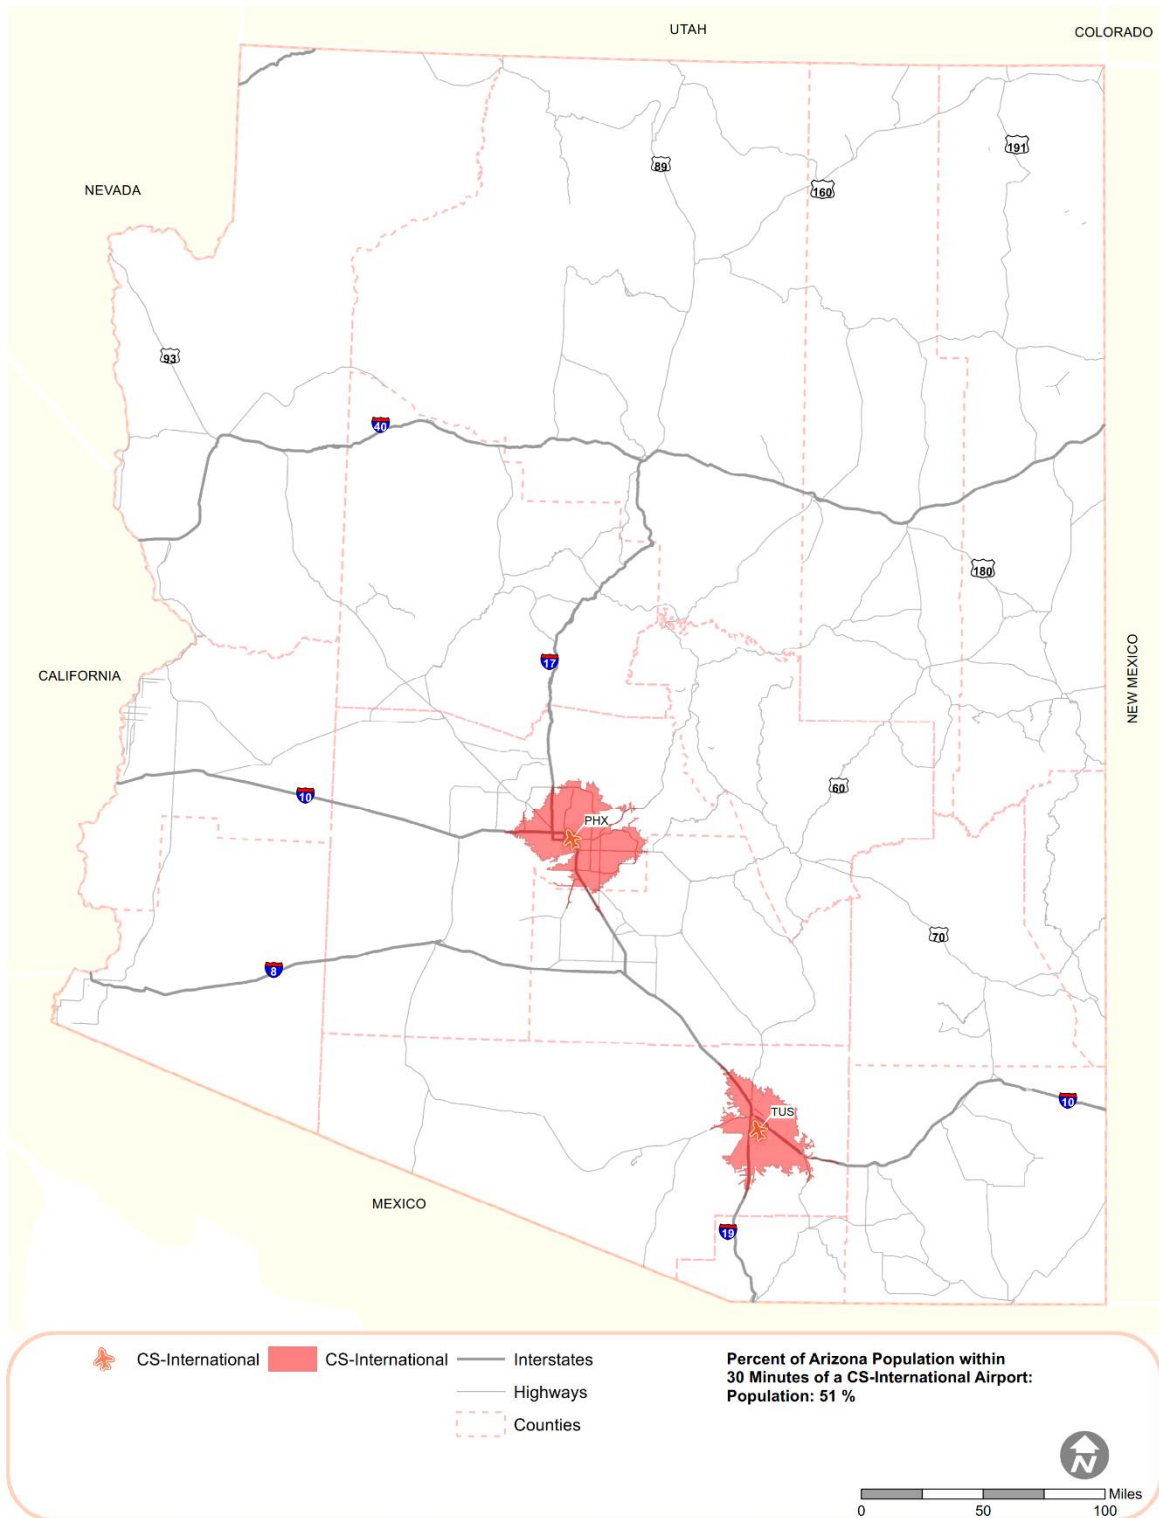 UTAH
COLORADO
191
89
160
NEVADA
93
40
180
17
CALIFORNIA
NEW MEXICO
60
10
PHX
70
8
10
TUS
MEXICO
19
CS-International
CS-International
Interstates
Highways
Counties
Percent of Arizona Population within
30 Minutes of a CS-International Airport:
Population: 51 %
N
Miles
0 50 100